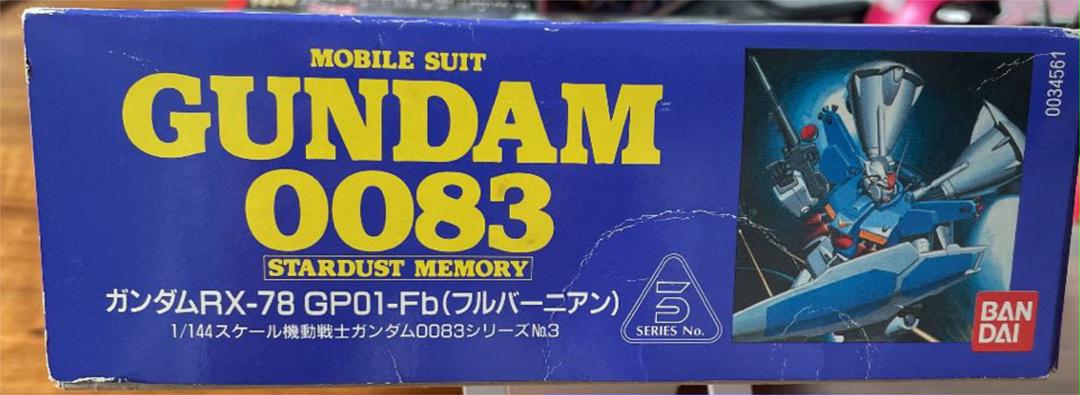 MOBILE SUIT
GUNDAM
0083
STARDUST MEMORY
ガンダムRX-78 GP01-Fb(フルバーニアン)
1/144スケール機動戦士ガンダム0083シリーズ№3
SERIES No.
0034561
BAN
DAI